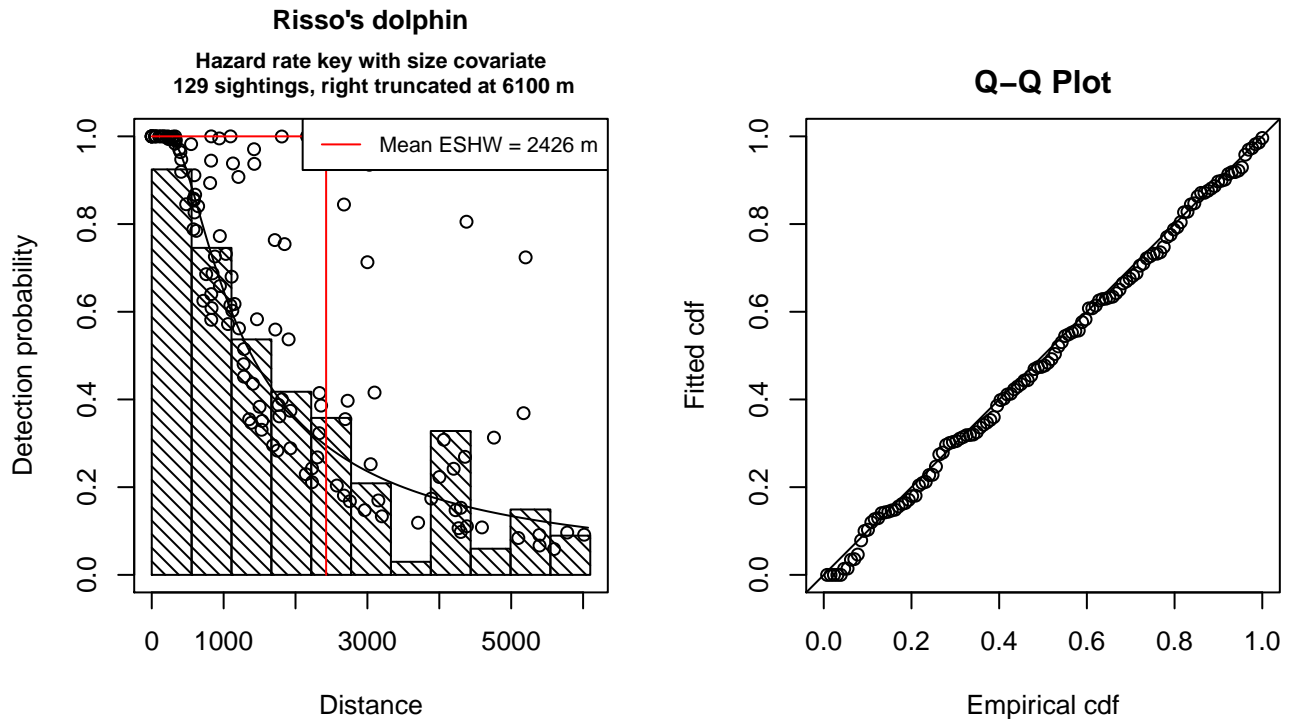 Risso's dolphin
Hazard rate key with size covariate
129 sightings, right truncated at 6100 m
Mean ESHW = 2426 m
Detection probability
1.0
0.8
0.6
0.4
0.2
0.0
0 1000 3000 5000
Distance
Q−Q Plot
Fitted cdf
1.0
0.8
0.6
0.4
0.2
0.0
0.0 0.2 0.4 0.6 0.8 1.0
Empirical cdf